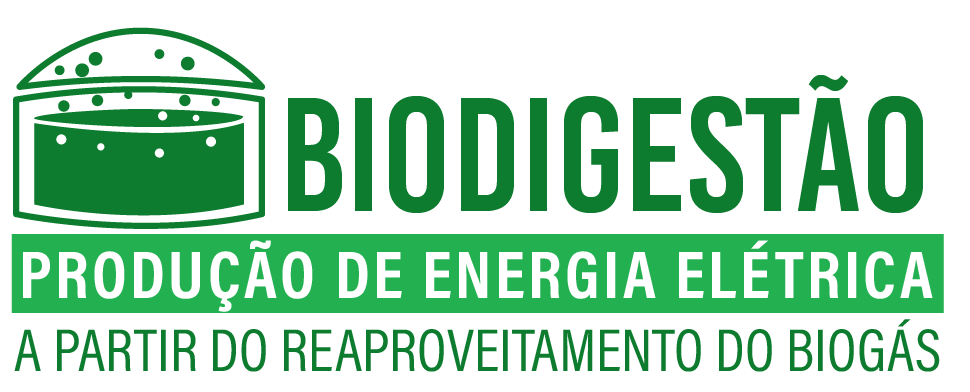 BIODIGESTÃO
PRODUÇÃO DE ENERGIA ELÉTRICA
A PARTIR DO REAPROVEITAMENTO DO BIOGÁS